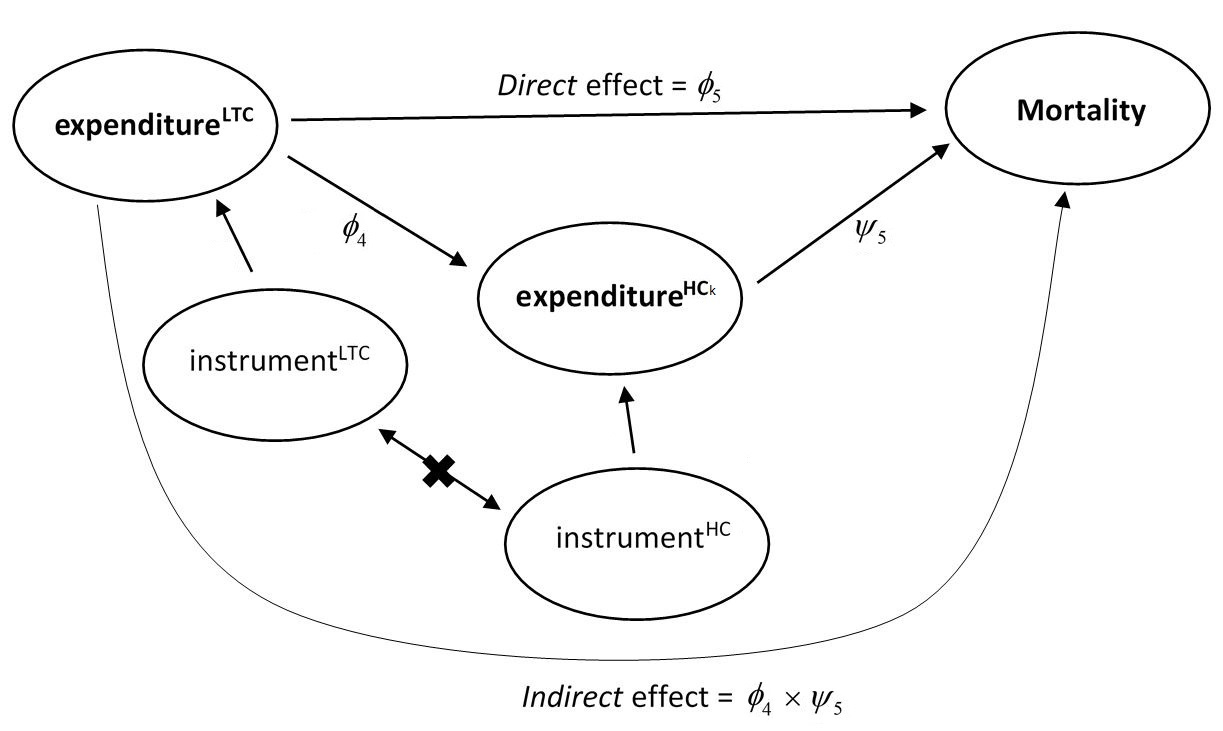 Direct effect = ϕ₅
expenditureᴸᵀᶜ
Mortality
ϕ₄
ψ₅
expenditureᴴᶜₖ
instrumentᴸᵀᶜ
instrumentᴴᶜ
Indirect effect = ϕ₄ × ψ₅